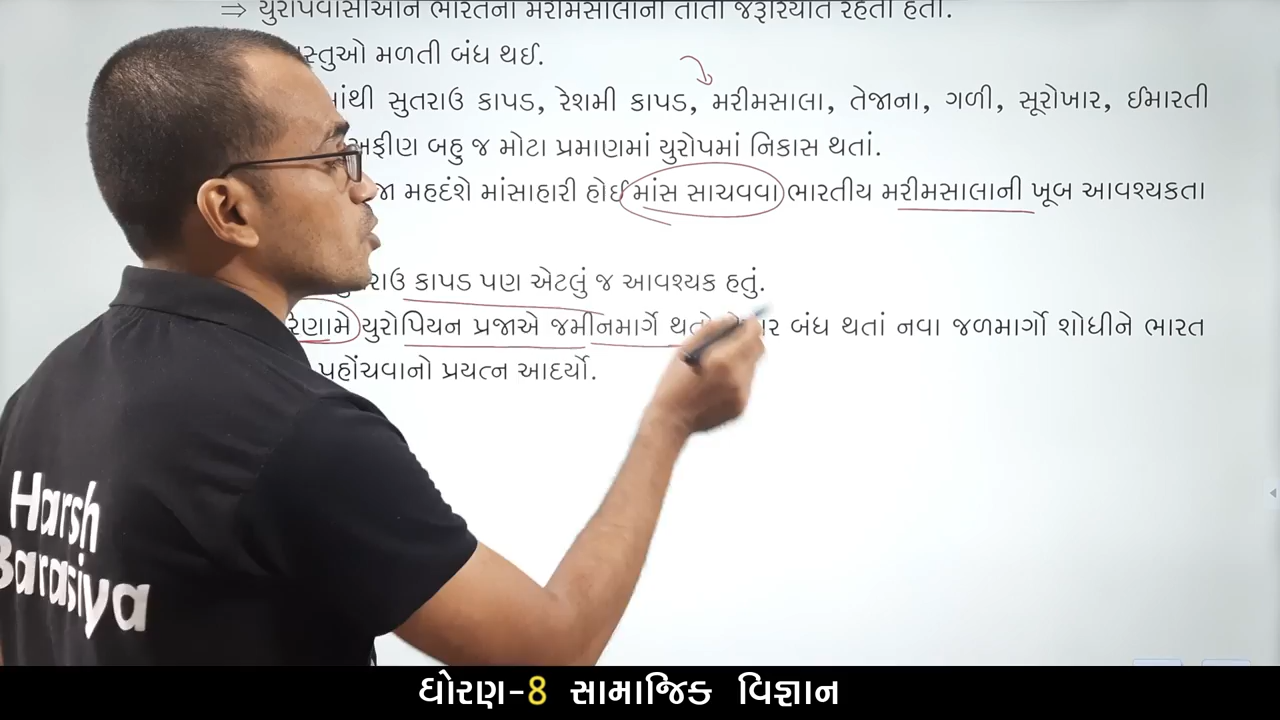 ⇒ યુરોપવાસીઓને ભારતના મરીમસાલાની તાતી જરૂરિયાત રહેતી હતી.
સ્તુઓ મળતી બંધ થઈ.
માંથી સુતરાઉ કાપડ, રેશમી કાપડ, મરીમસાલા, તેજાના, ગળી, સૂરોખાર, ઈમારતી
અફીણ બહુ જ મોટા પ્રમાણમાં યુરોપમાં નિકાસ થતાં.
જા મહદંશે માંસાહારી હોઈ માંસ સાચવવા ભારતીય મરીમસાલાની ખૂબ આવશ્યકતા
રાઉ કાપડ પણ એટલું જ આવશ્યક હતું.
રિણામે યુરોપિયન પ્રજાએ જમીનમાર્ગે થતો બંધ થતાં નવા જળમાર્ગો શોધીને ભારત
પહોંચવાનો પ્રયત્ન આદર્યો.
Harsh
Barasiya
ધોરણ-8 સામાજિક વિજ્ઞાન